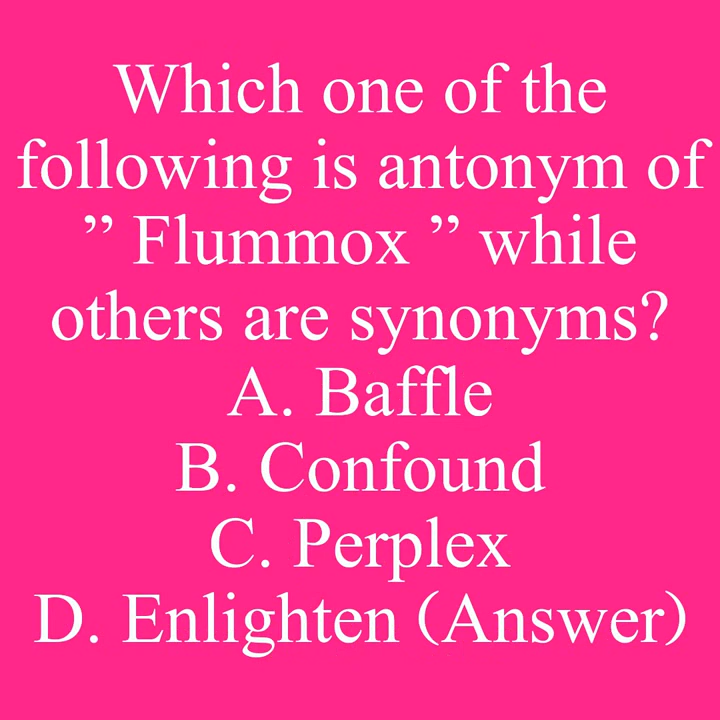 Which one of the
following is antonym of
” Flummox ” while
others are synonyms?
A. Baffle
B. Confound
C. Perplex
D. Enlighten (Answer)